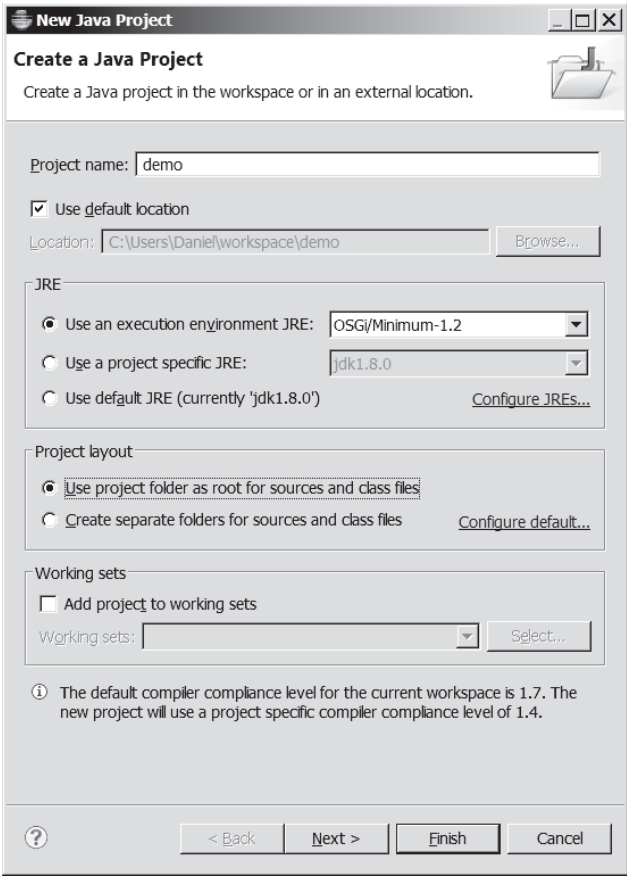 New Java Project
Create a Java Project
Create a Java project in the workspace or in an external location.
Project name: demo
Use default location
Location: C:\Users\Daniel\workspace\demo Browse...
JRE
Use an execution environment JRE: OSGi/Minimum-1.2
Use a project specific JRE: jdk1.8.0
Use default JRE (currently 'jdk1.8.0') Configure JREs...
Project layout
Use project folder as root for sources and class files
Create separate folders for sources and class files Configure default...
Working sets
Add project to working sets
Working sets: Select...
The default compiler compliance level for the current workspace is 1.7. The
new project will use a project specific compiler compliance level of 1.4.
? < Back Next > Finish Cancel